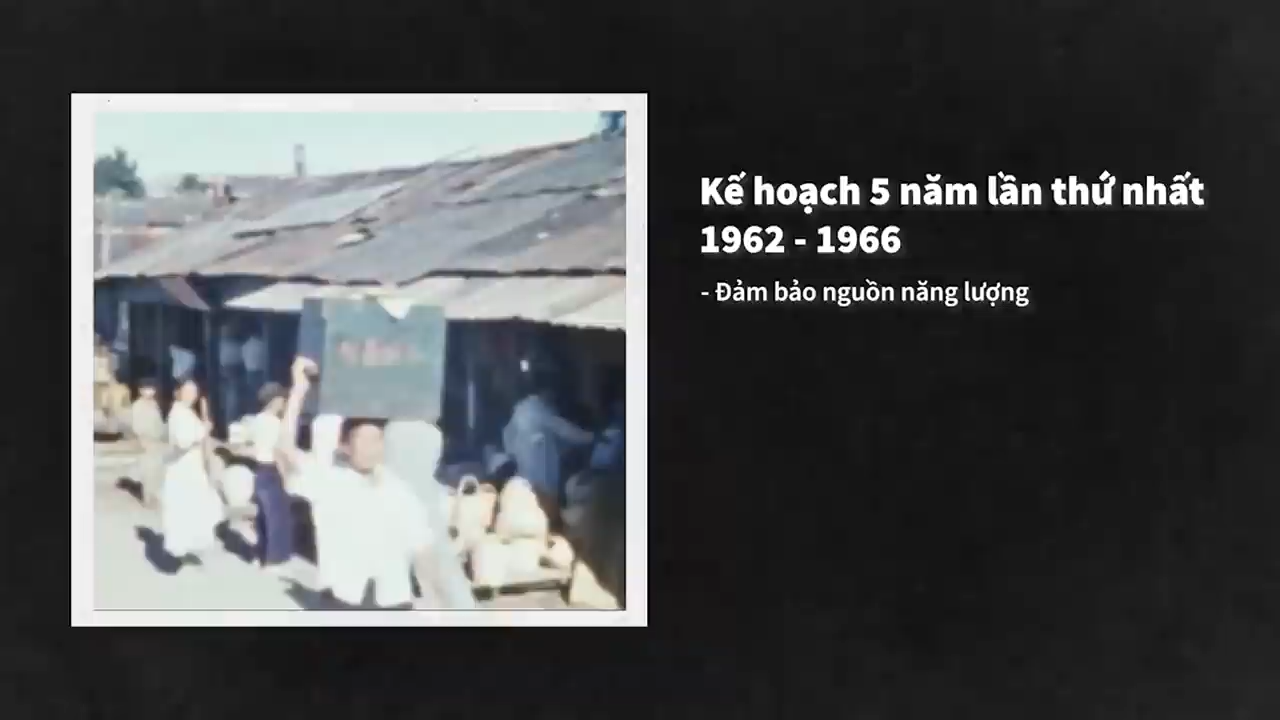 Kế hoạch 5 năm lần thứ nhất
1962 - 1966
- Đảm bảo nguồn năng lượng